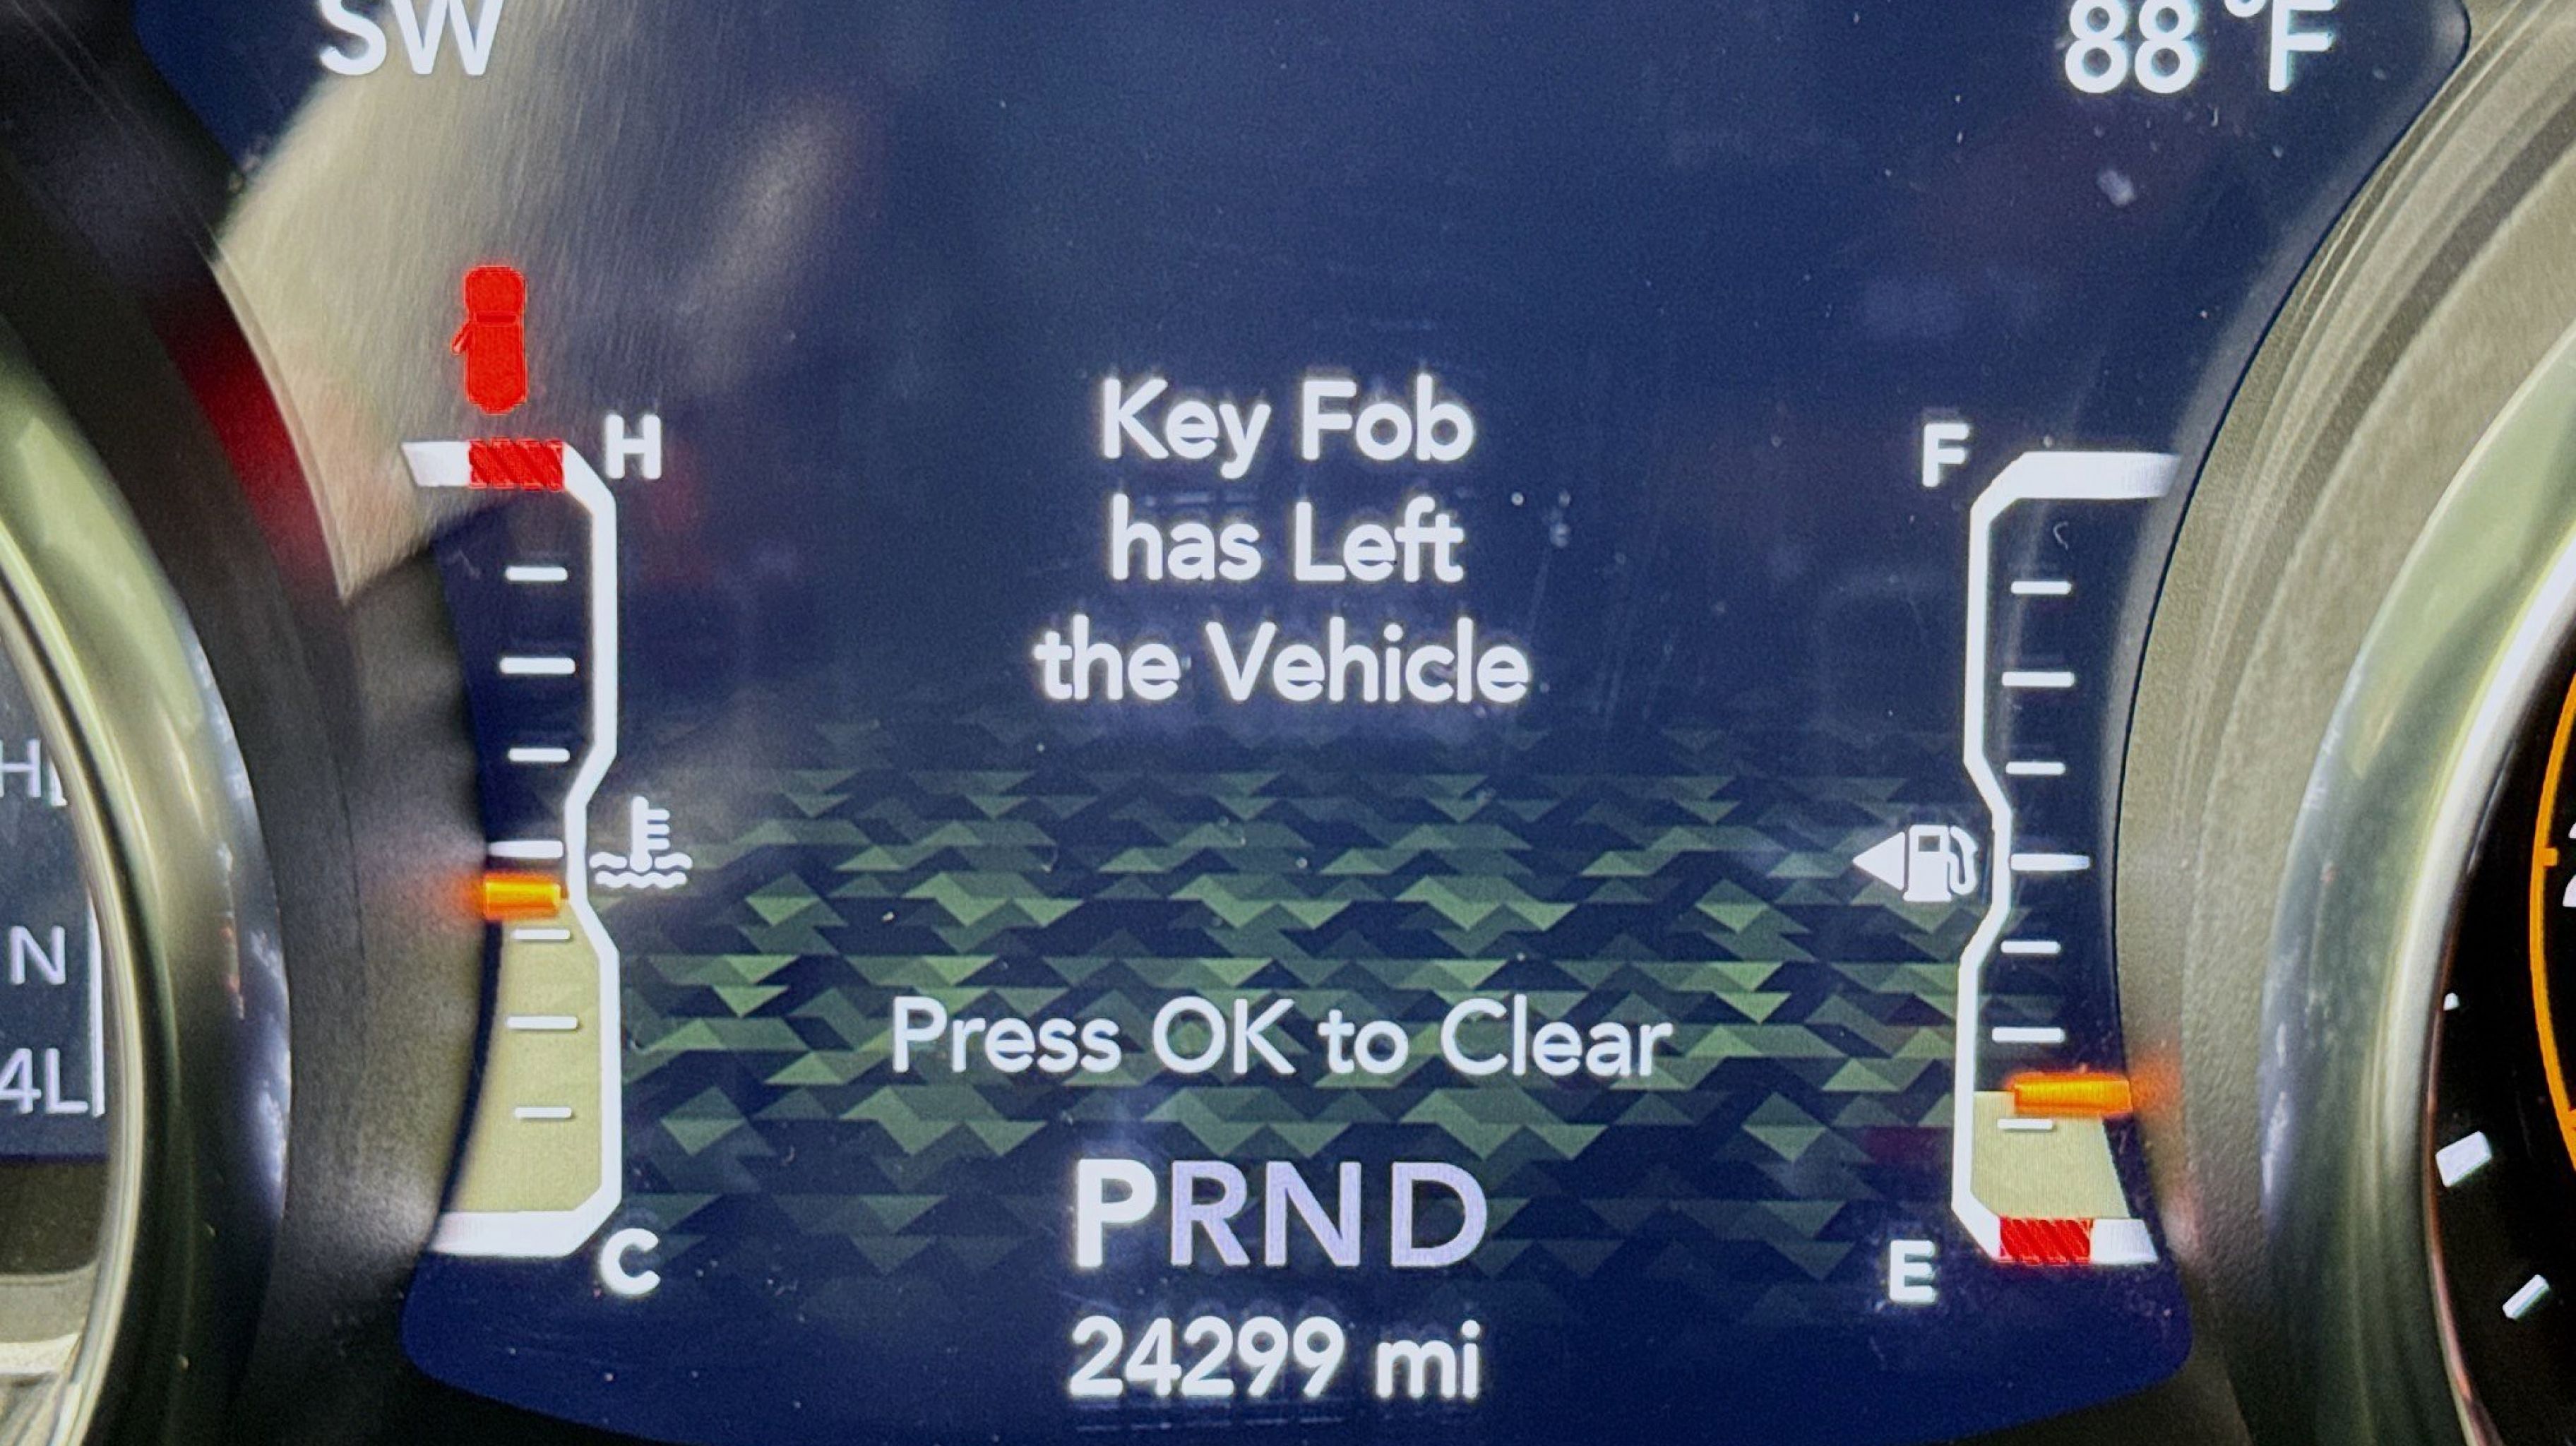 SW
88°F
H
F
Key Fob
has Left
the Vehicle
N
4L
Press OK to Clear
PRND
C
E
24299 mi